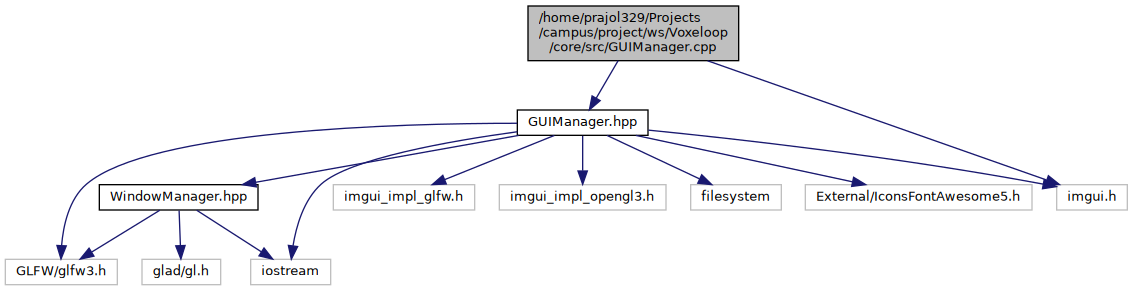 /home/prajol329/Projects
/campus/project/ws/Voxeloop
/core/src/GUIManager.cpp
GUIManager.hpp
WindowManager.hpp
imgui_impl_glfw.h
imgui_impl_opengl3.h
filesystem
External/IconsFontAwesome5.h
imgui.h
GLFW/glfw3.h
glad/gl.h
iostream